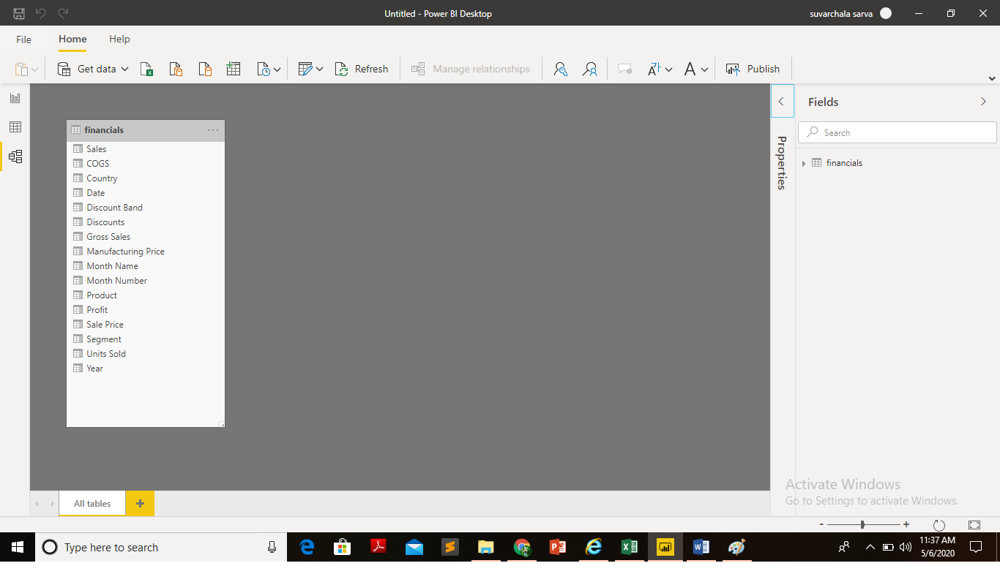 Untitled - Power BI Desktop
suvarchala sarva
File
Home
Help
Get data
Refresh
Manage relationships
Publish
financials
Sales
COGS
Country
Date
Discount Band
Discounts
Gross Sales
Manufacturing Price
Month Name
Month Number
Product
Profit
Sale Price
Segment
Units Sold
Year
Properties
Fields
Search
financials
Activate Windows
Go to Settings to activate Windows.
All tables
Type here to search
11:37 AM
5/6/2020